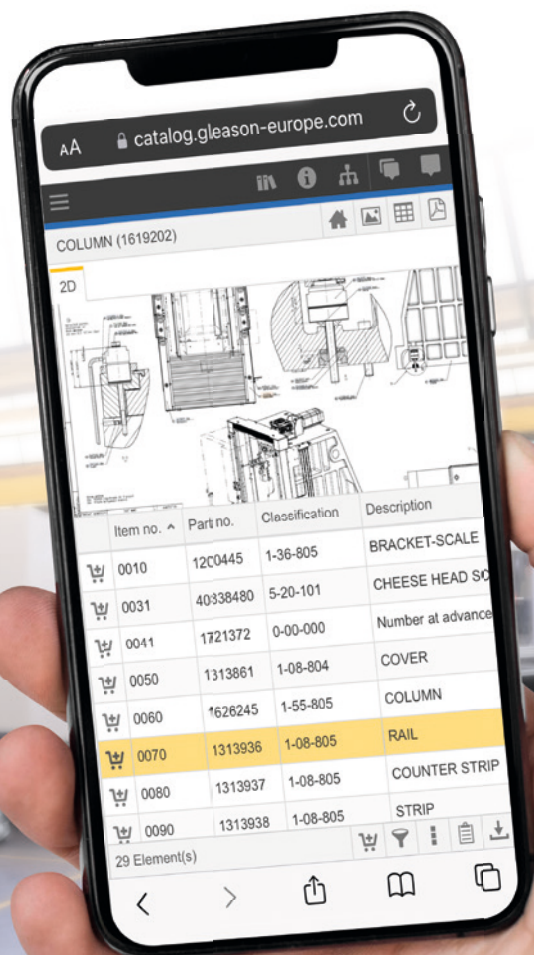 AA catalog.gleason-europe.com
COLUMN (1619202)
2D
Item no. Part no. Classification Description
0010 1200445 1-36-805 BRACKET-SCALE
0031 40338480 5-20-101 CHEESE HEAD SC
0041 1721372 0-00-000 Number at advance
0050 1313861 1-08-804 COVER
0060 1626245 1-55-805 COLUMN
0070 1313936 1-08-805 RAIL
0080 1313937 1-08-805 COUNTER STRIP
0090 1313938 1-08-805 STRIP
29 Element(s)